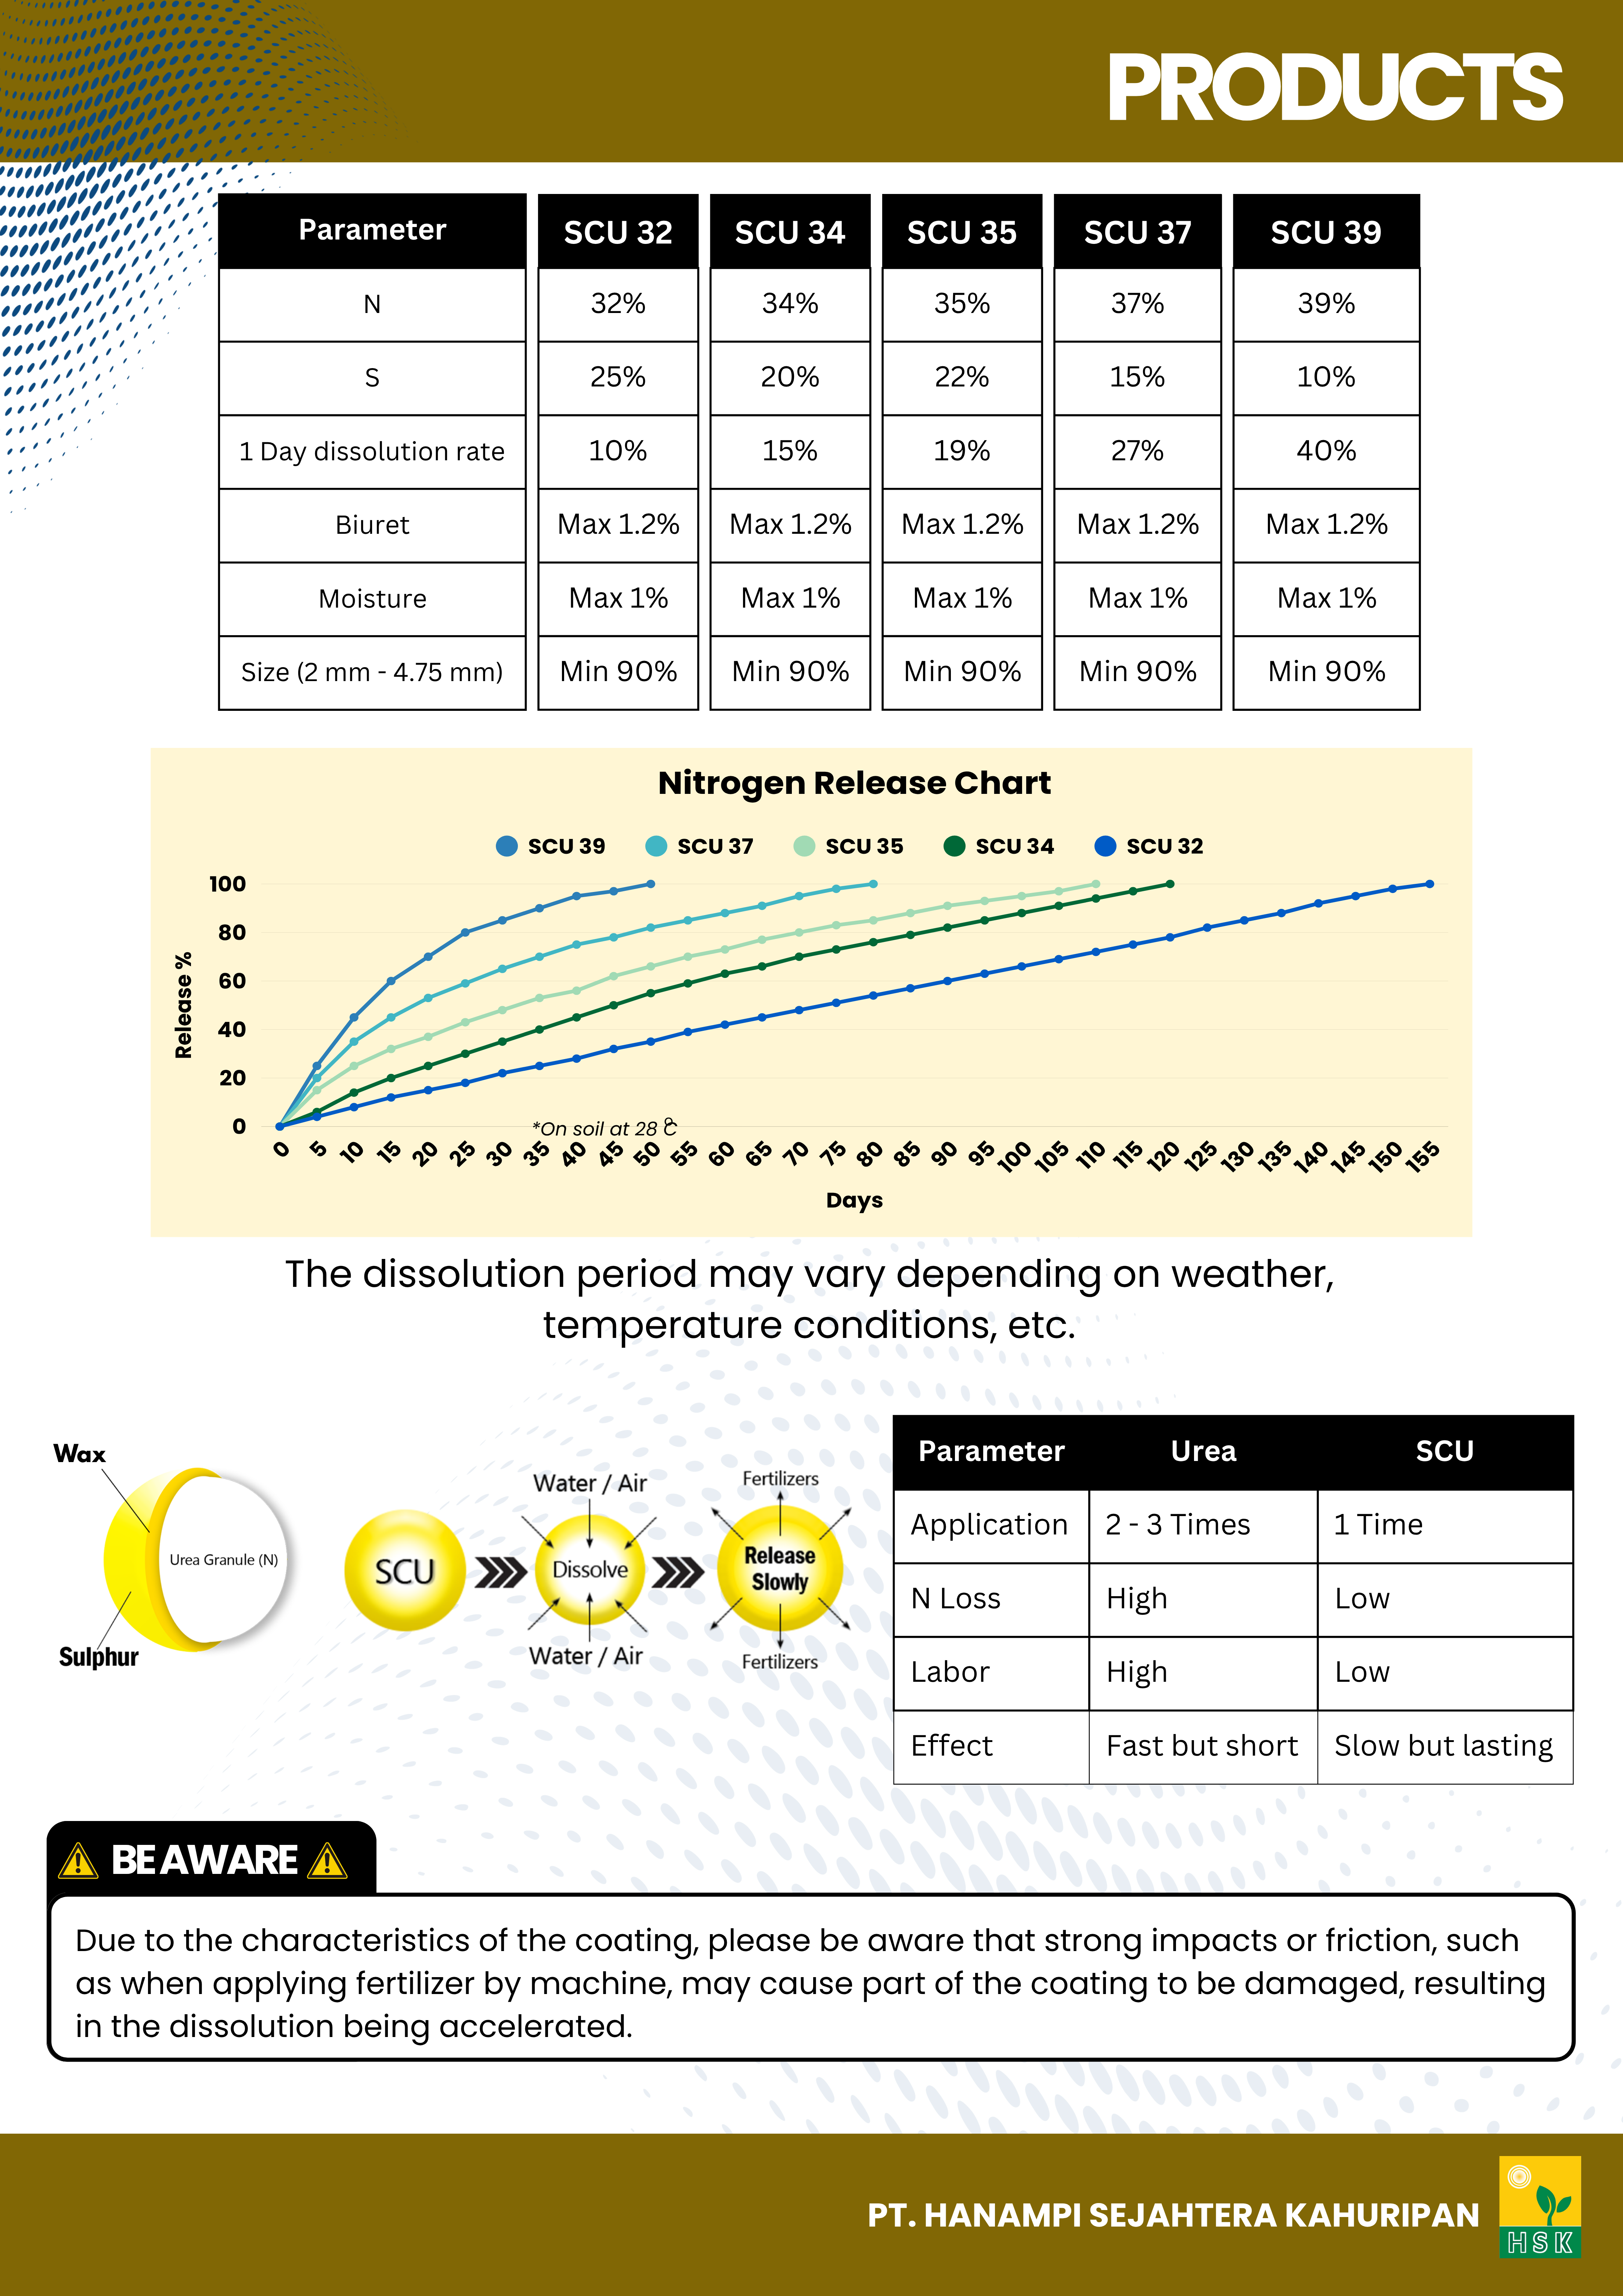 PRODUCTS
Parameter SCU 32 SCU 34 SCU 35 SCU 37 SCU 39
N 32% 34% 35% 37% 39%
S 25% 20% 22% 15% 10%
1 Day dissolution rate 10% 15% 19% 27% 40%
Biuret Max 1.2% Max 1.2% Max 1.2% Max 1.2% Max 1.2%
Moisture Max 1% Max 1% Max 1% Max 1% Max 1%
Size (2 mm - 4.75 mm) Min 90% Min 90% Min 90% Min 90% Min 90%
Nitrogen Release Chart
SCU 39 SCU 37 SCU 35 SCU 34 SCU 32
Release %
100
80
60
40
20
0
*On soil at 28 °C
0 5 10 15 20 25 30 35 40 45 50 55 60 65 70 75 80 85 90 95 100 105 110 115 120 125 130 135 140 145 150 155
Days
The dissolution period may vary depending on weather,
temperature conditions, etc.
Wax
Urea Granule (N)
Sulphur
SCU
Water / Air
Dissolve
Water / Air
Fertilizers
Release
Slowly
Fertilizers
Parameter Urea SCU
Application 2 - 3 Times 1 Time
N Loss High Low
Labor High Low
Effect Fast but short Slow but lasting
BE AWARE
Due to the characteristics of the coating, please be aware that strong impacts or friction, such
as when applying fertilizer by machine, may cause part of the coating to be damaged, resulting
in the dissolution being accelerated.
PT. HANAMPI SEJAHTERA KAHURIPAN
HSK